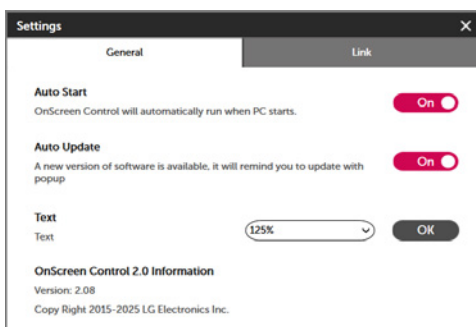 Settings
General
Link
Auto Start
OnScreen Control will automatically run when PC starts.
On
Auto Update
A new version of software is available, it will remind you to update with
popup
On
Text
Text
125%
OK
OnScreen Control 2.0 Information
Version: 2.08
Copy Right 2015-2025 LG Electronics Inc.